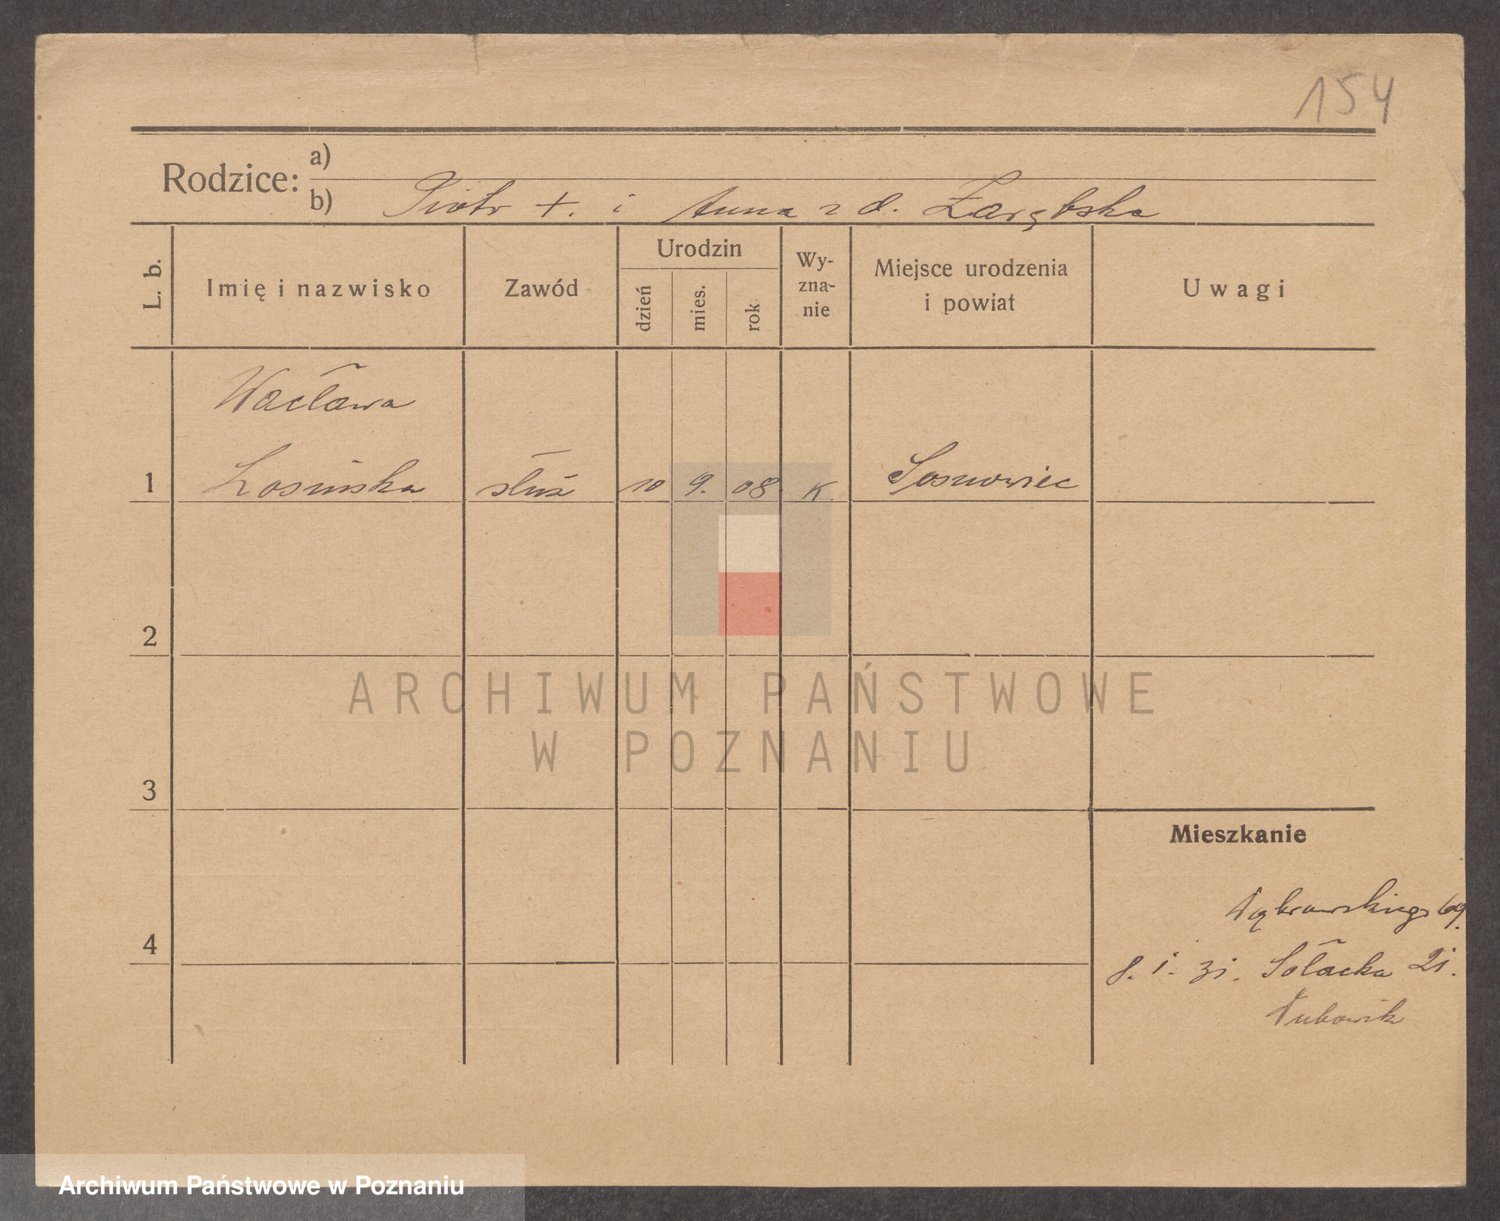 154
Rodzice:
a)
b) Piotr +. i Anna z d. Zarębska
L. b.
Imię i nazwisko
Zawód
Urodzin
dzień
mies.
rok
Wy-
zna-
nie
Miejsce urodzenia
i powiat
Uwagi
Wacława
1 Losińska służ 10 9. 08 K. Sosnowiec
2
3
4
ARCHIWUM PAŃSTWOWE
W POZNANIU
Mieszkanie
Dąbrowskiego 69.
8. i. 31. Sołacka 21.
Archiwum Państwowe w Poznaniu